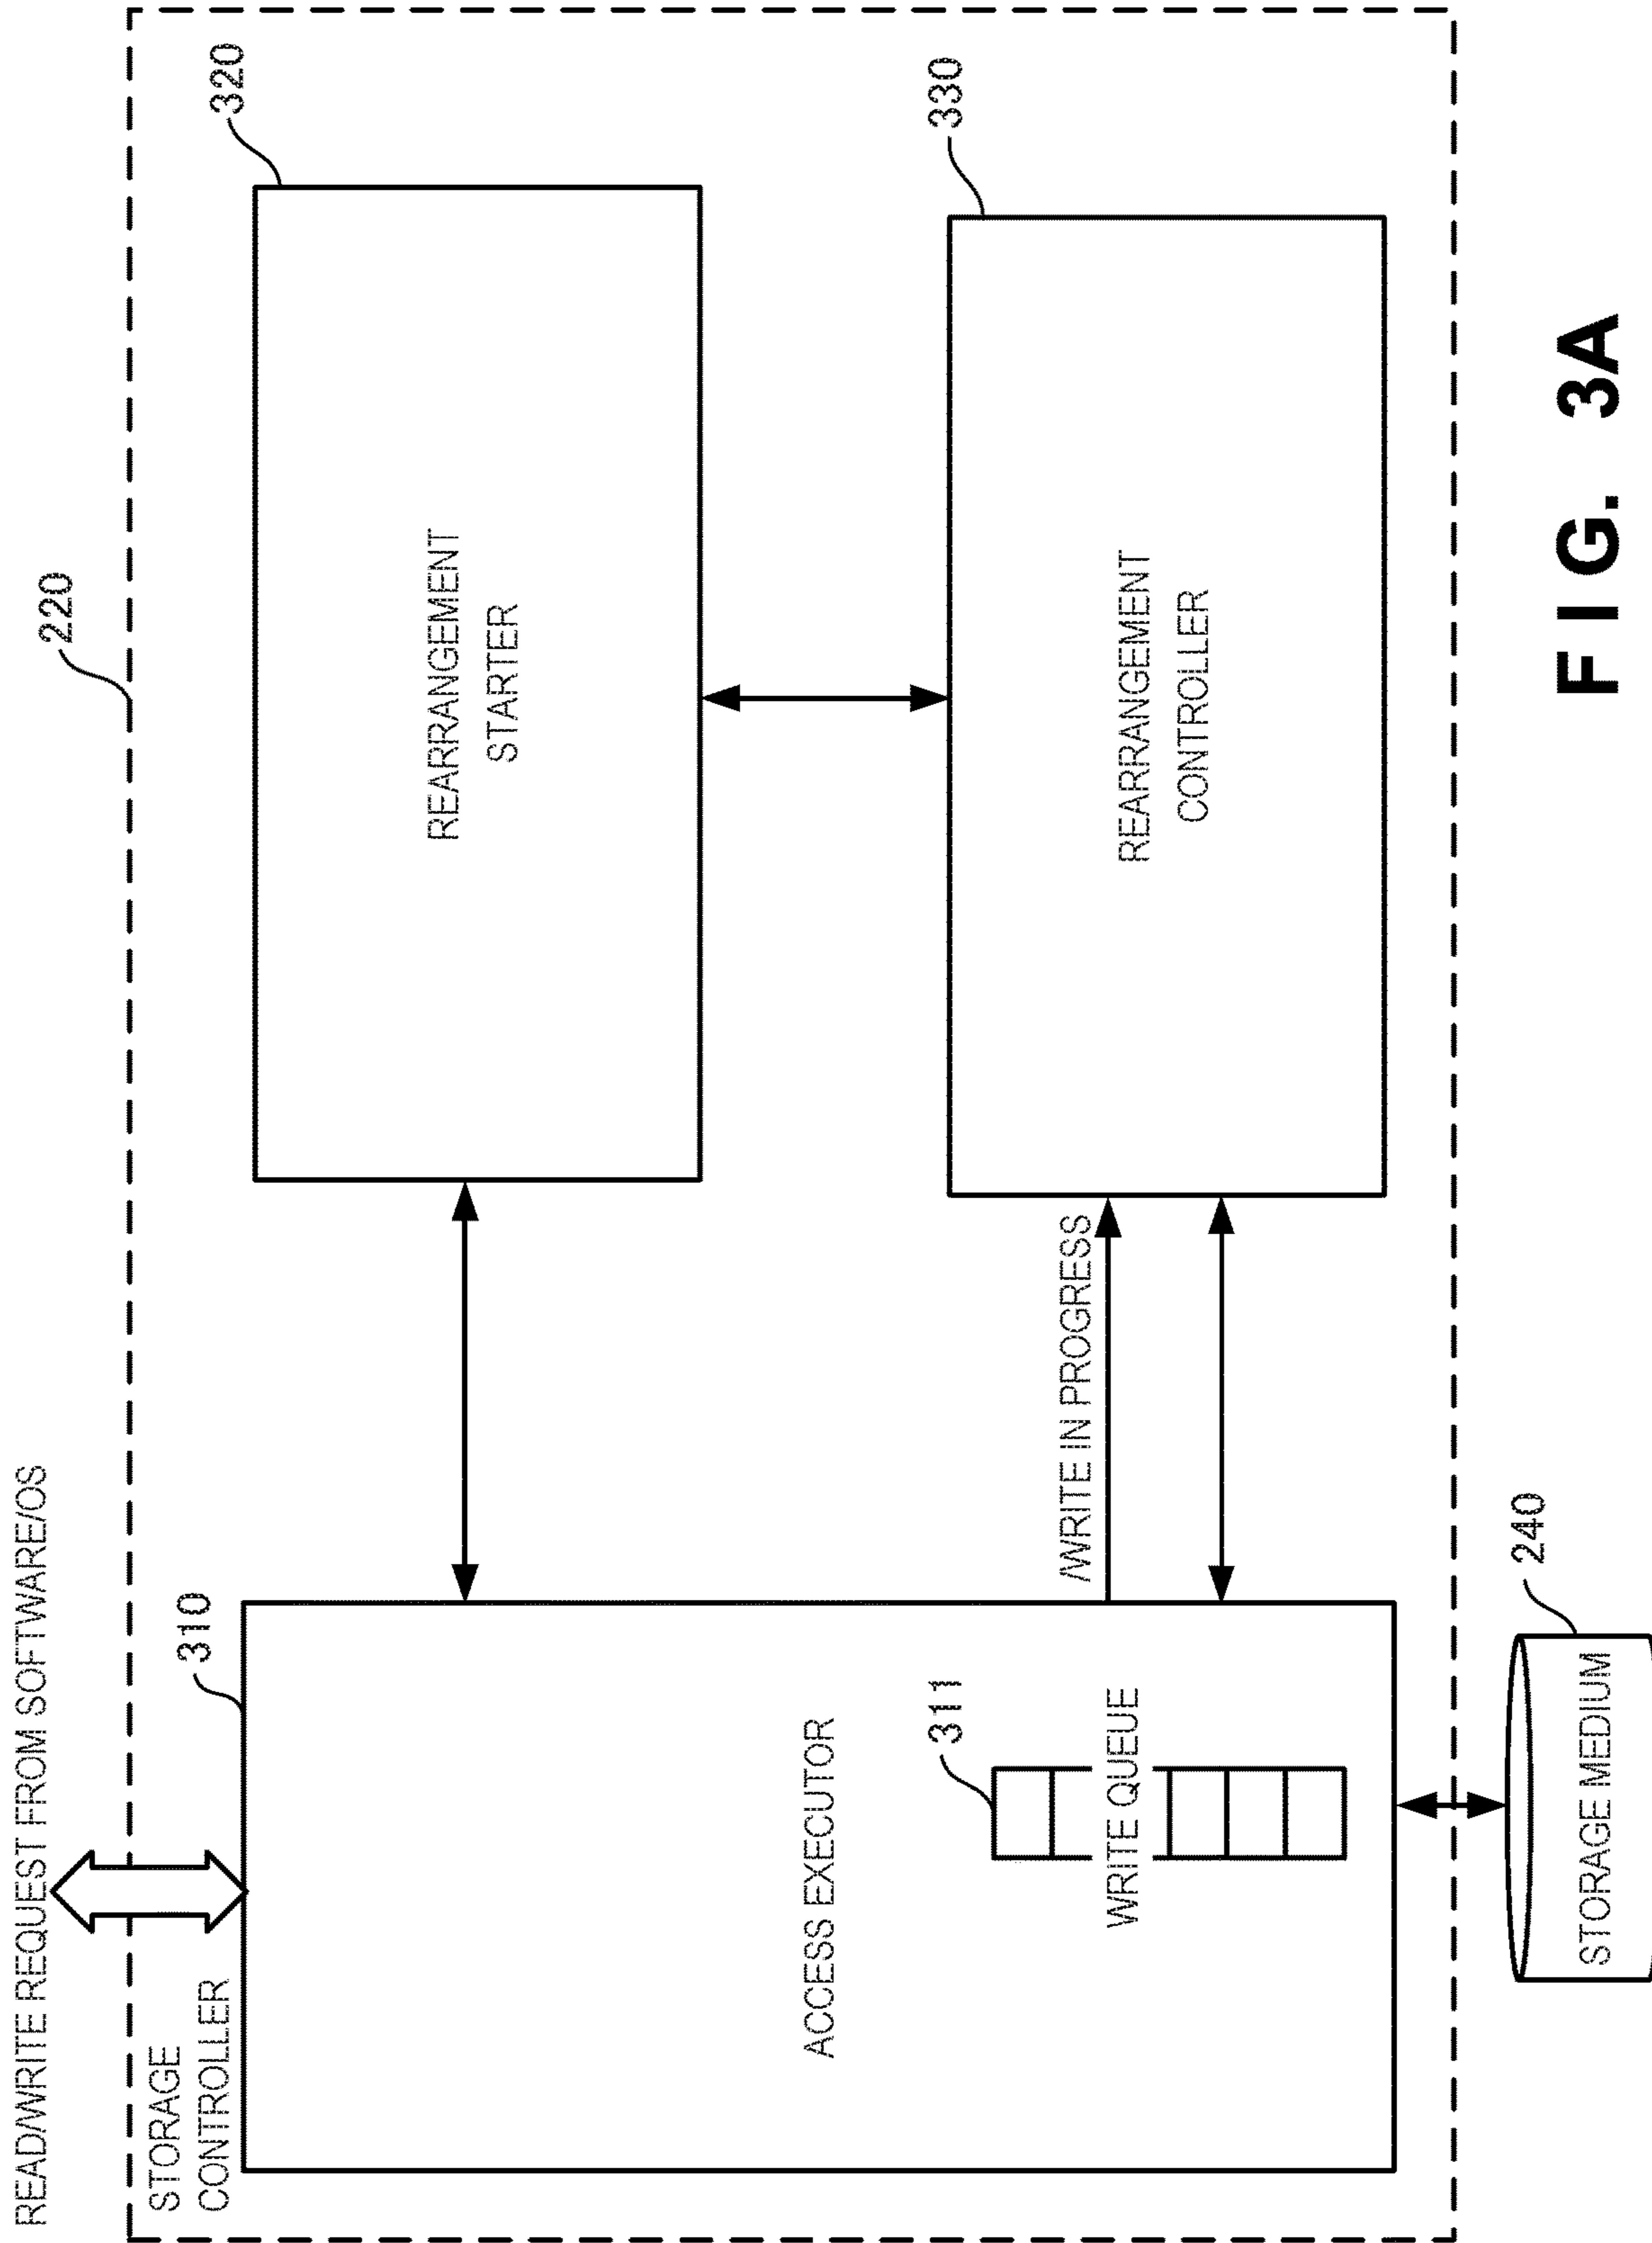 READ/WRITE REQUEST FROM SOFTWARE/OS
220
STORAGE
CONTROLLER
310
320
ACCESS EXECUTOR
REARRANGEMENT
STARTER
311
WRITE QUEUE
/WRITE IN PROGRESS
330
REARRANGEMENT
CONTROLLER
240
STORAGE MEDIUM
FIG. 3A